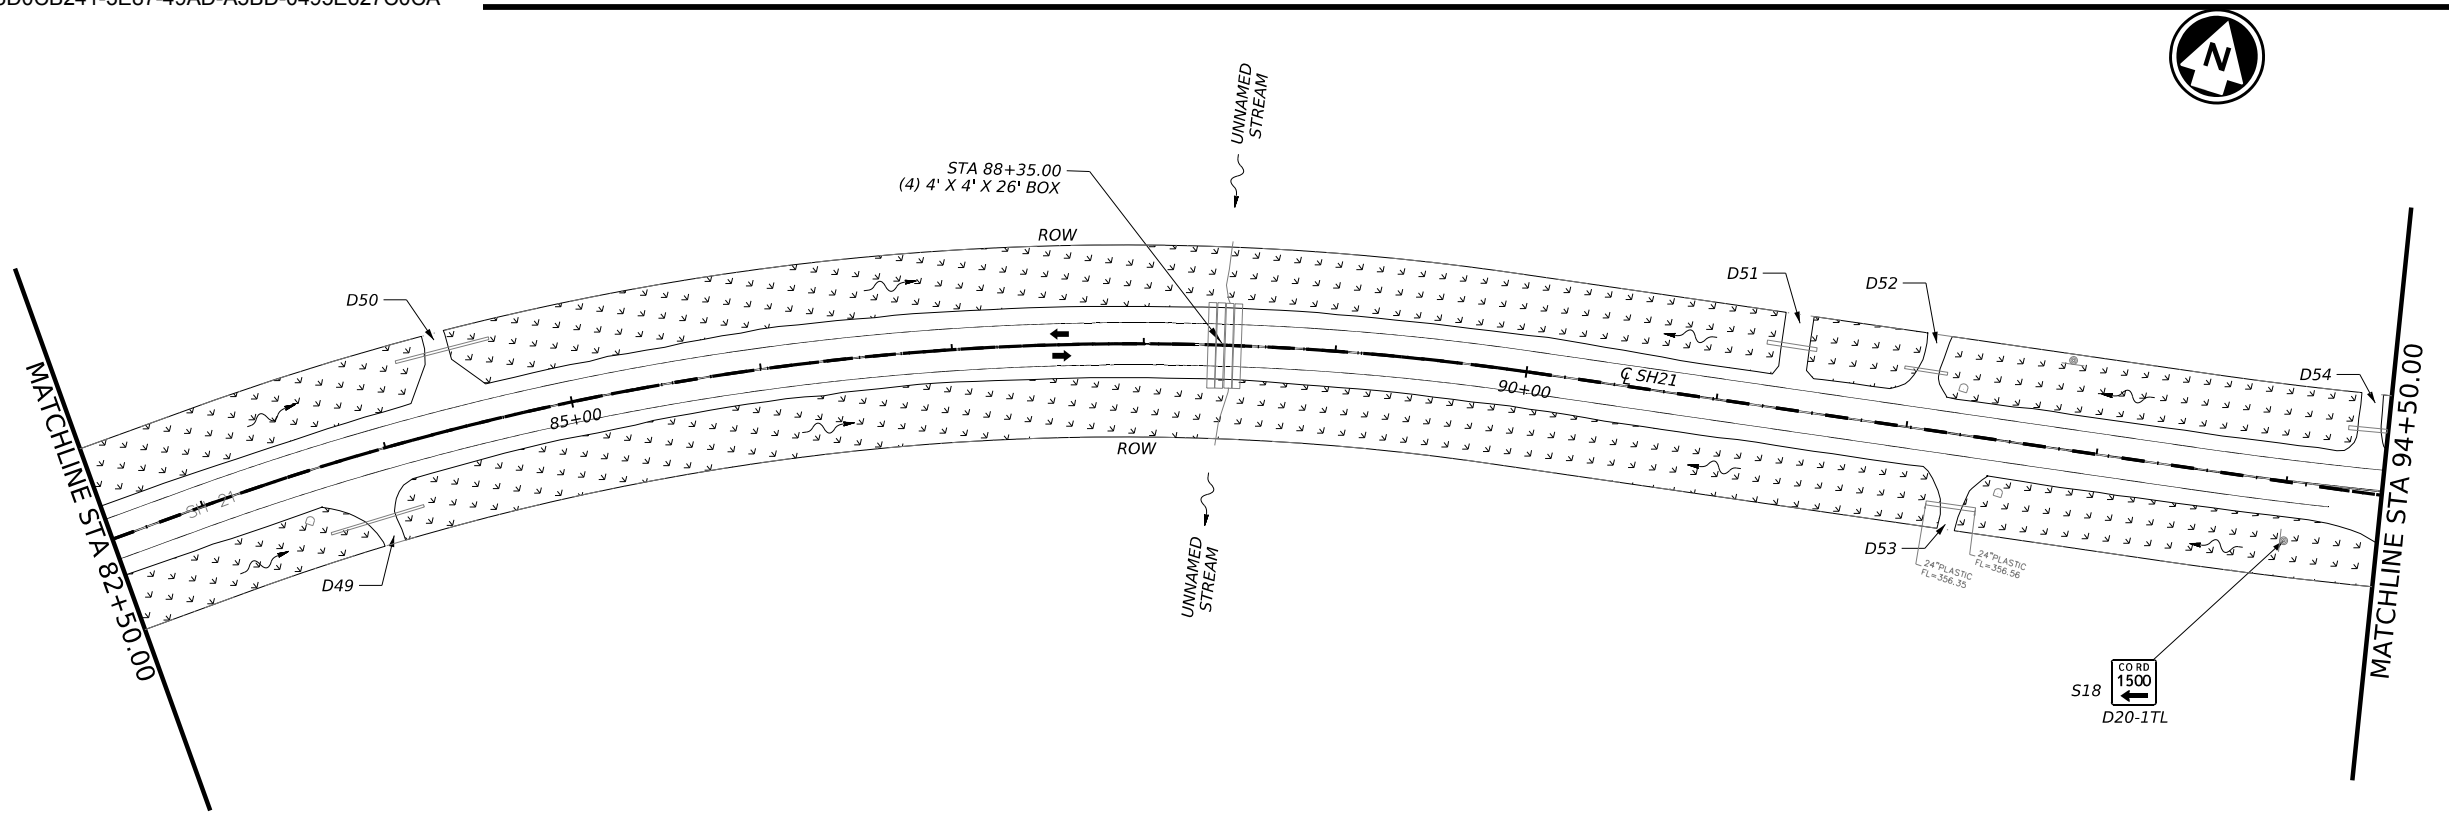 N
UNNAMED
STREAM
STA 88+35.00
(4) 4' X 4' X 26' BOX
ROW
D50
D51
D52
D54
MATCHLINE STA 82+50.00
MATCHLINE STA 94+50.00
SH 21
85+00
90+00
℄ SH21
D
D
D
ROW
D49
UNNAMED
STREAM
D53
24"PLASTIC
FL=356.35
24"PLASTIC
FL=356.56
S18
CO RD
1500
D20-1TL